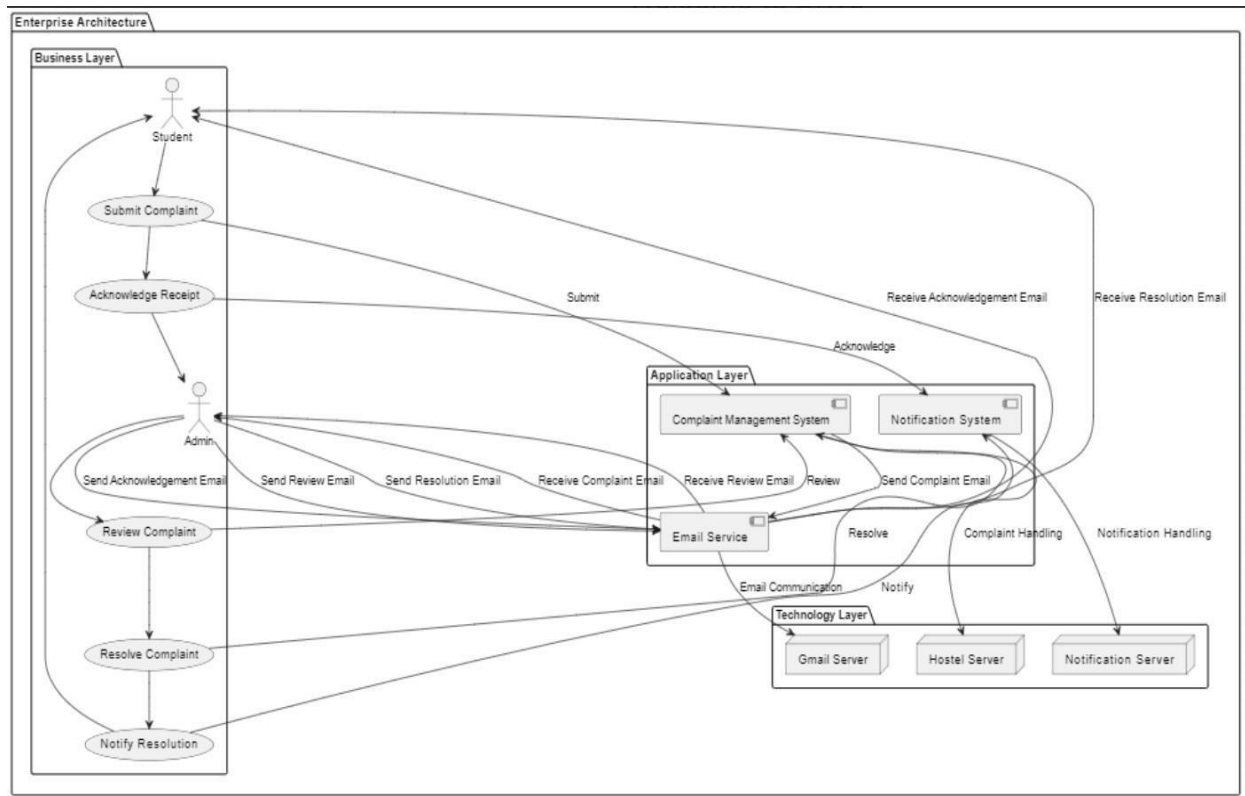 Enterprise Architecture
Business Layer
Student
Submit Complaint
Acknowledge Receipt
Submit
Receive Acknowledgement Email
Receive Resolution Email
Acknowledge
Application Layer
Complaint Management System
Notification System
Admin
Send Acknowledgement Email
Send Review Email
Send Resolution Email
Receive Complaint Email
Receive Review Email
Review
Send Complaint Email
Review Complaint
Email Service
Resolve
Complaint Handling
Notification Handling
Email Communication
Notify
Technology Layer
Resolve Complaint
Gmail Server
Hostel Server
Notification Server
Notify Resolution